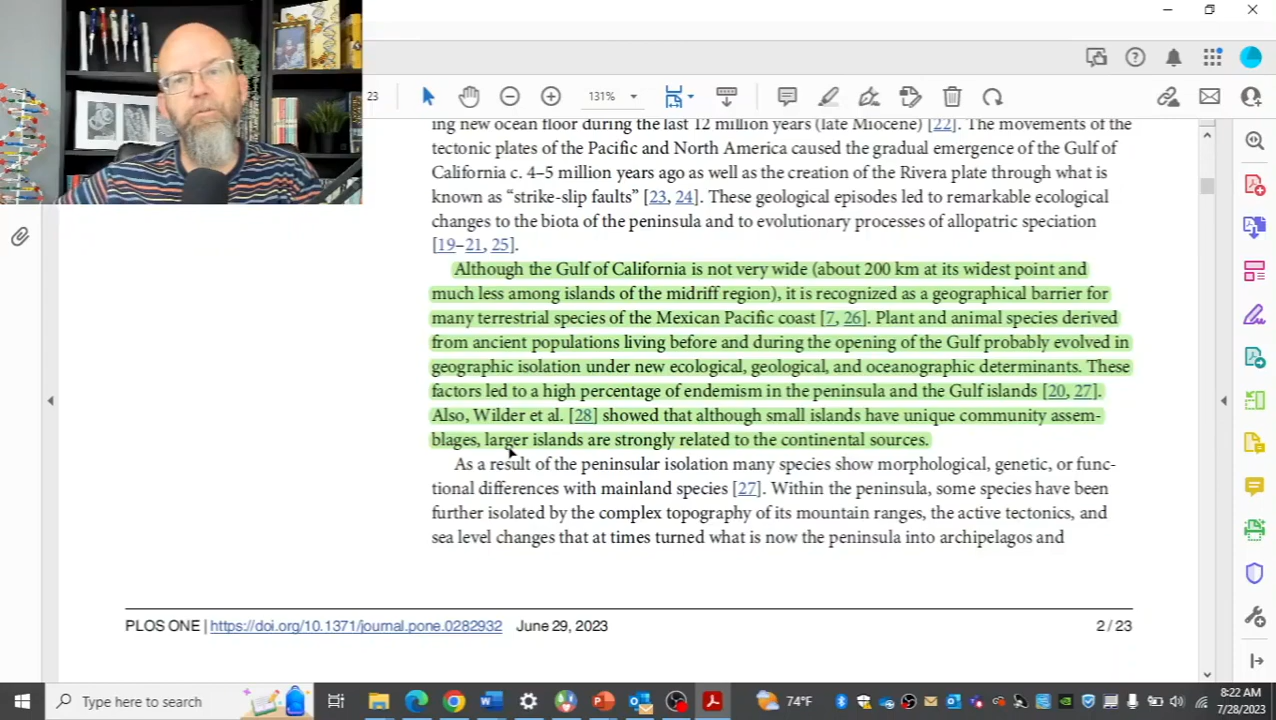 23
131%
ing new ocean floor during the last 12 million years (late Miocene) [22]. The movements of the
tectonic plates of the Pacific and North America caused the gradual emergence of the Gulf of
California c. 4–5 million years ago as well as the creation of the Rivera plate through what is
known as “strike-slip faults” [23, 24]. These geological episodes led to remarkable ecological
changes to the biota of the peninsula and to evolutionary processes of allopatric speciation
[19–21, 25].
Although the Gulf of California is not very wide (about 200 km at its widest point and
much less among islands of the midriff region), it is recognized as a geographical barrier for
many terrestrial species of the Mexican Pacific coast [7, 26]. Plant and animal species derived
from ancient populations living before and during the opening of the Gulf probably evolved in
geographic isolation under new ecological, geological, and oceanographic determinants. These
factors led to a high percentage of endemism in the peninsula and the Gulf islands [20, 27].
Also, Wilder et al. [28] showed that although small islands have unique community assem-
blages, larger islands are strongly related to the continental sources.
As a result of the peninsular isolation many species show morphological, genetic, or func-
tional differences with mainland species [27]. Within the peninsula, some species have been
further isolated by the complex topography of its mountain ranges, the active tectonics, and
sea level changes that at times turned what is now the peninsula into archipelagos and
PLOS ONE | https://doi.org/10.1371/journal.pone.0282932 June 29, 2023 2 / 23
Type here to search
74°F
8:22 AM
7/28/2023